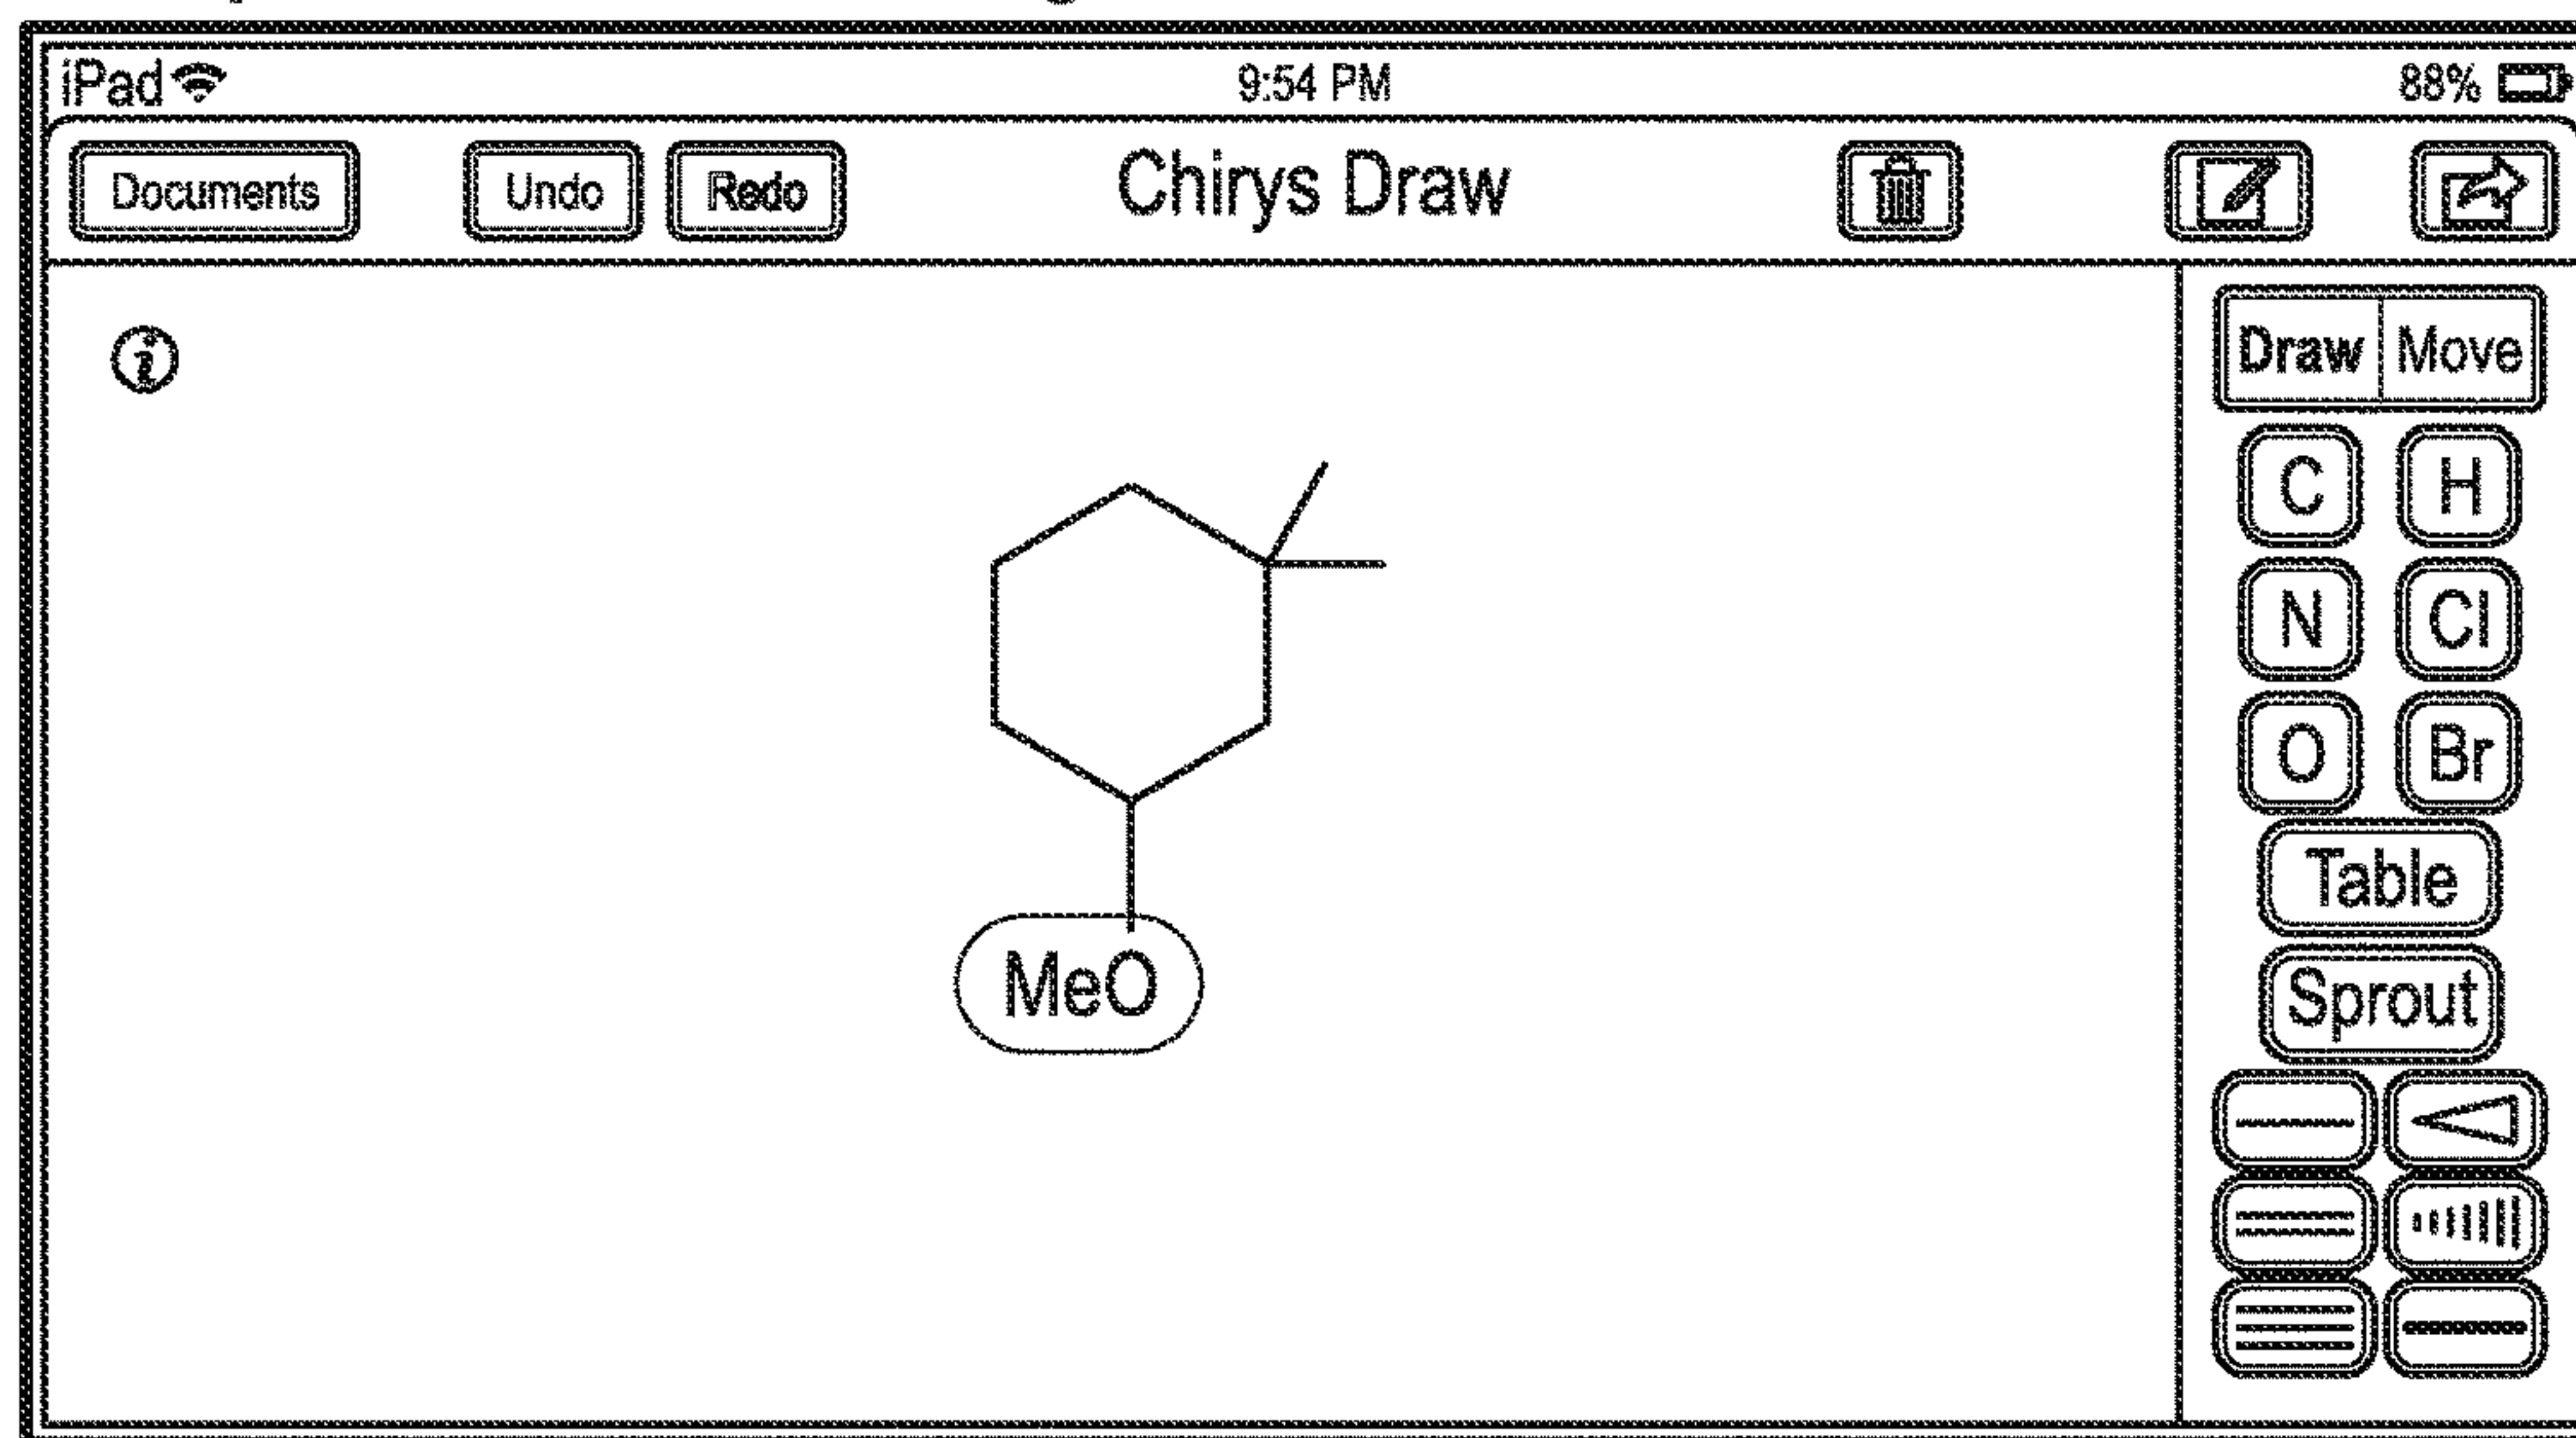 iPad 9:54 PM 88%
Documents Undo Redo Chirys Draw
i
Draw Move
C H
N Cl
O Br
Table
MeO
Sprout